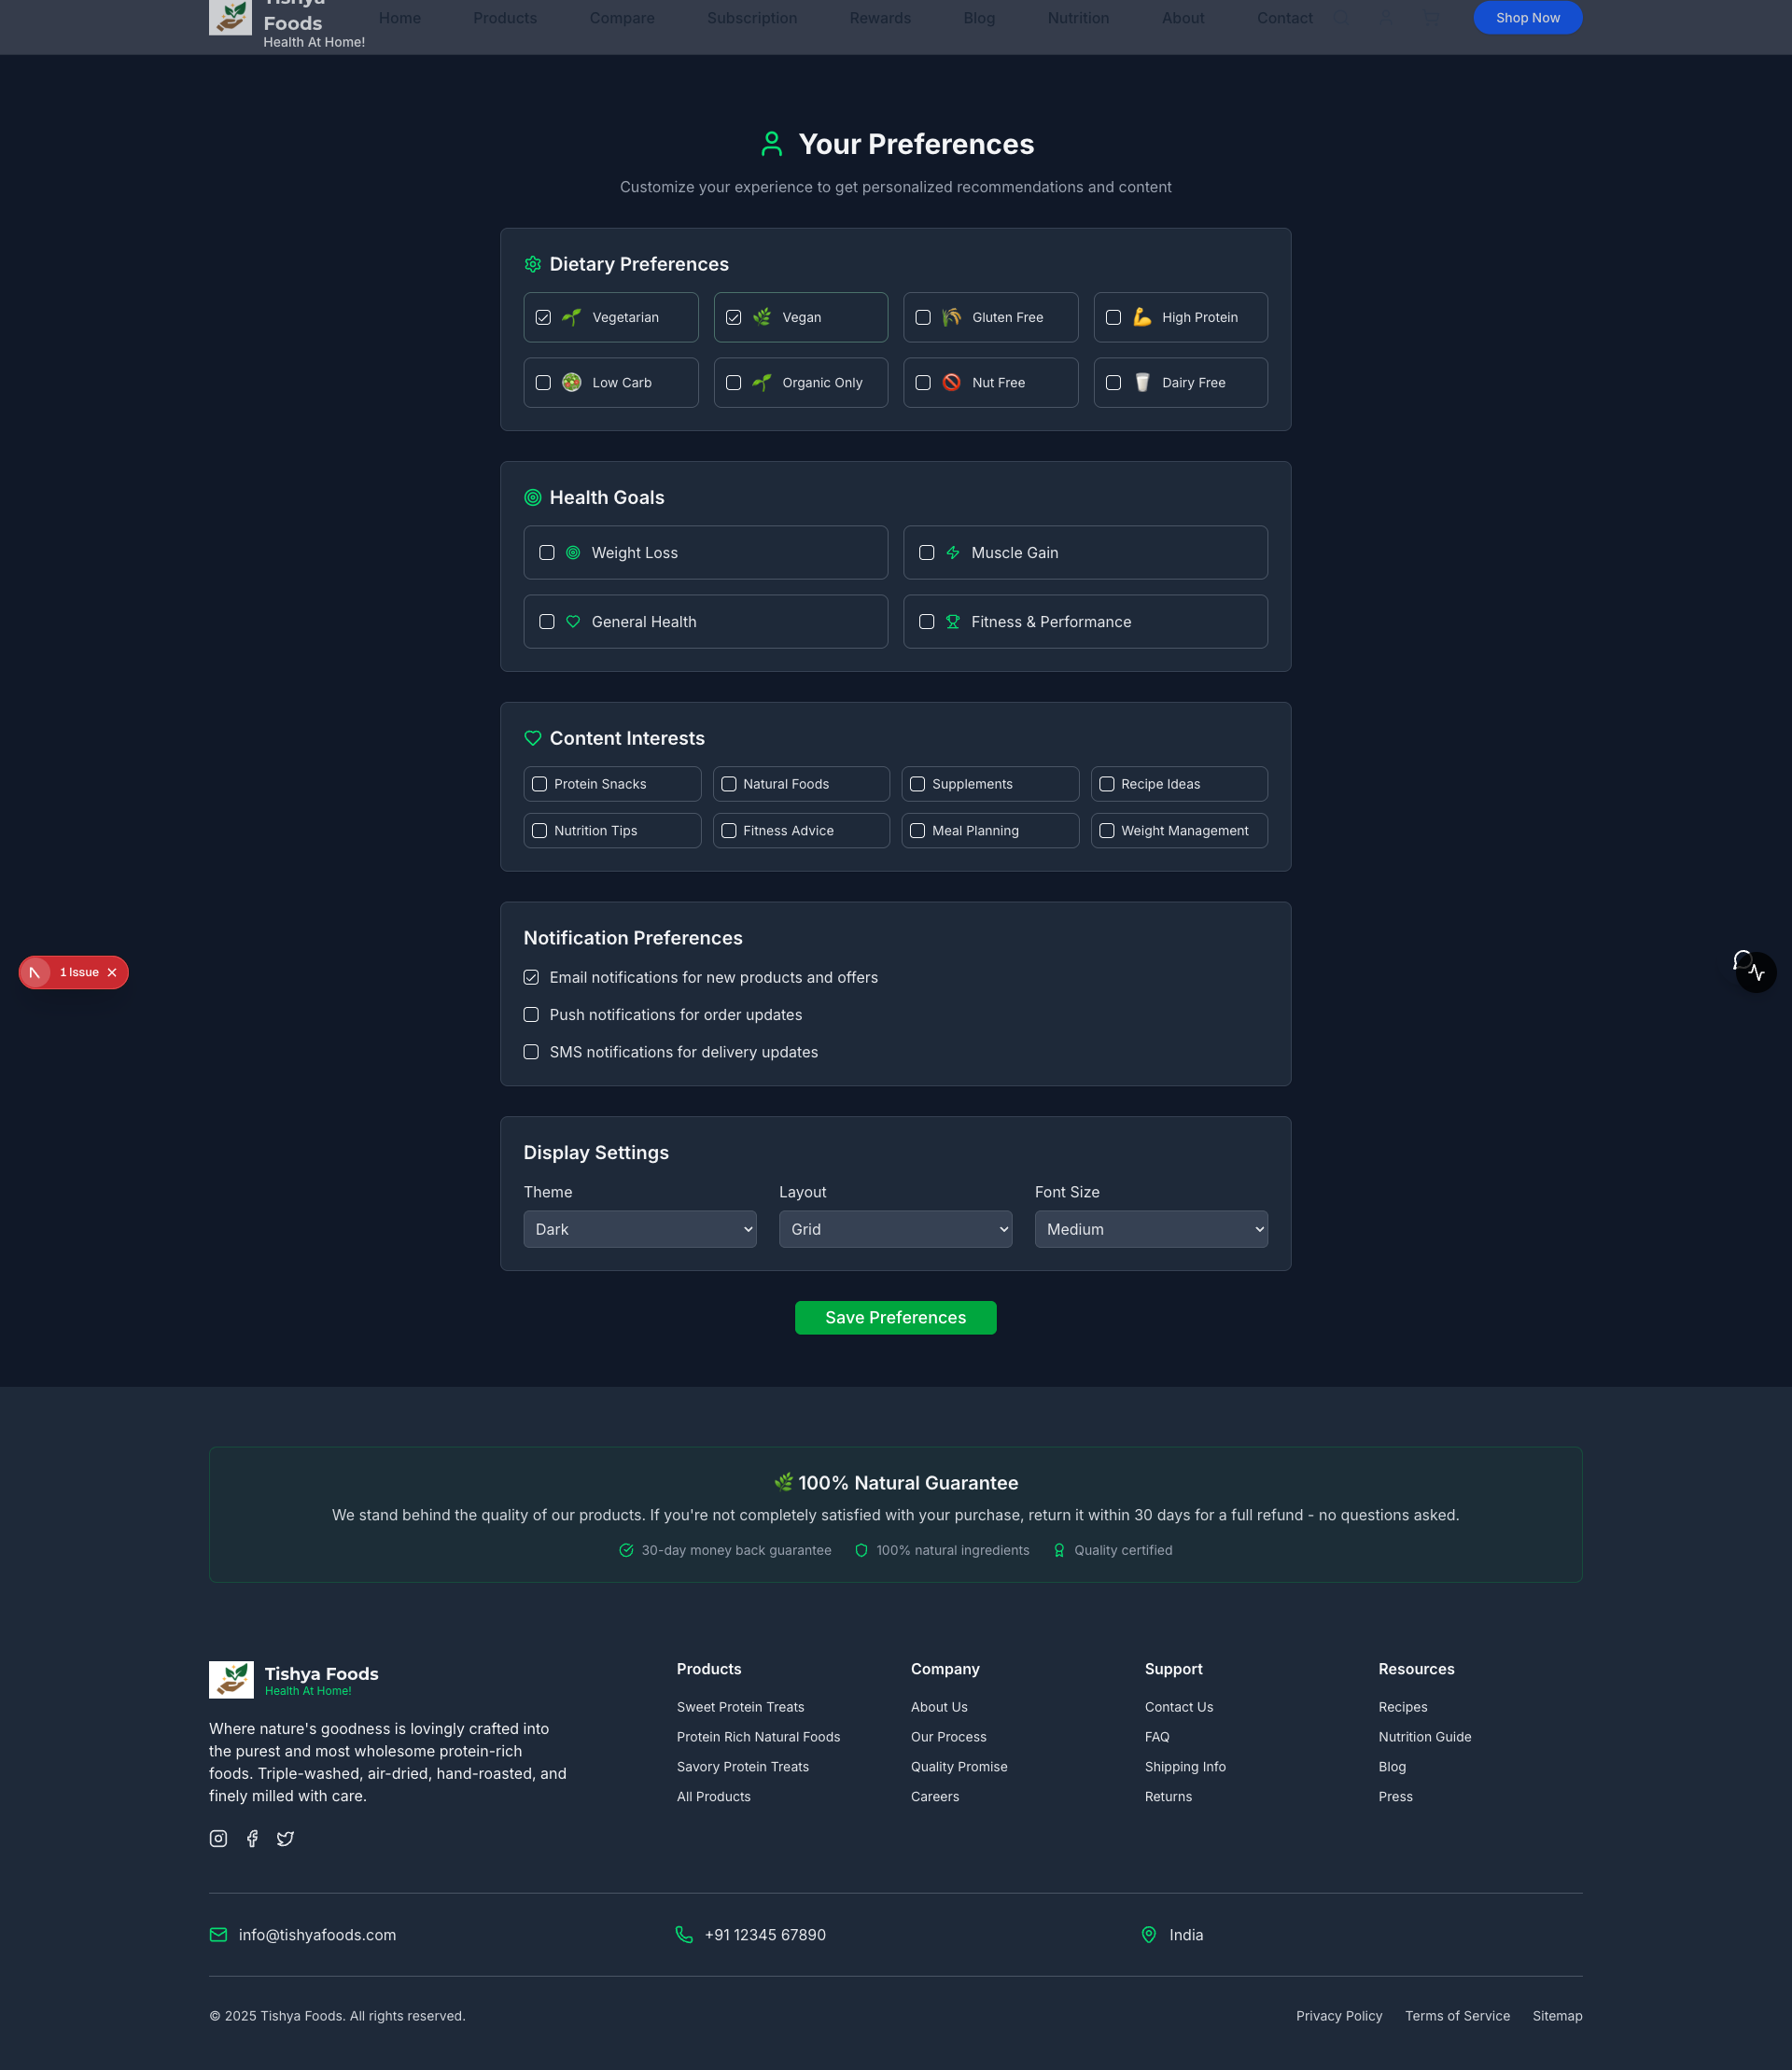 Tishya
Foods
Health At Home!
Home
Products
Compare
Subscription
Rewards
Blog
Nutrition
About
Contact
Shop Now
Your Preferences
Customize your experience to get personalized recommendations and content
Dietary Preferences
Vegetarian
Vegan
Gluten Free
High Protein
Low Carb
Organic Only
Nut Free
Dairy Free
Health Goals
Weight Loss
Muscle Gain
General Health
Fitness & Performance
Content Interests
Protein Snacks
Natural Foods
Supplements
Recipe Ideas
Nutrition Tips
Fitness Advice
Meal Planning
Weight Management
Notification Preferences
Email notifications for new products and offers
1 Issue
Push notifications for order updates
SMS notifications for delivery updates
Display Settings
Theme
Layout
Font Size
Dark
Grid
Medium
Save Preferences
100% Natural Guarantee
We stand behind the quality of our products. If you're not completely satisfied with your purchase, return it within 30 days for a full refund - no questions asked.
30-day money back guarantee
100% natural ingredients
Quality certified
Tishya Foods
Health At Home!
Where nature's goodness is lovingly crafted into
the purest and most wholesome protein-rich
foods. Triple-washed, air-dried, hand-roasted, and
finely milled with care.
Products
Sweet Protein Treats
Protein Rich Natural Foods
Savory Protein Treats
All Products
Company
About Us
Our Process
Quality Promise
Careers
Support
Contact Us
FAQ
Shipping Info
Returns
Resources
Recipes
Nutrition Guide
Blog
Press
info@tishyafoods.com
+91 12345 67890
India
© 2025 Tishya Foods. All rights reserved.
Privacy Policy
Terms of Service
Sitemap